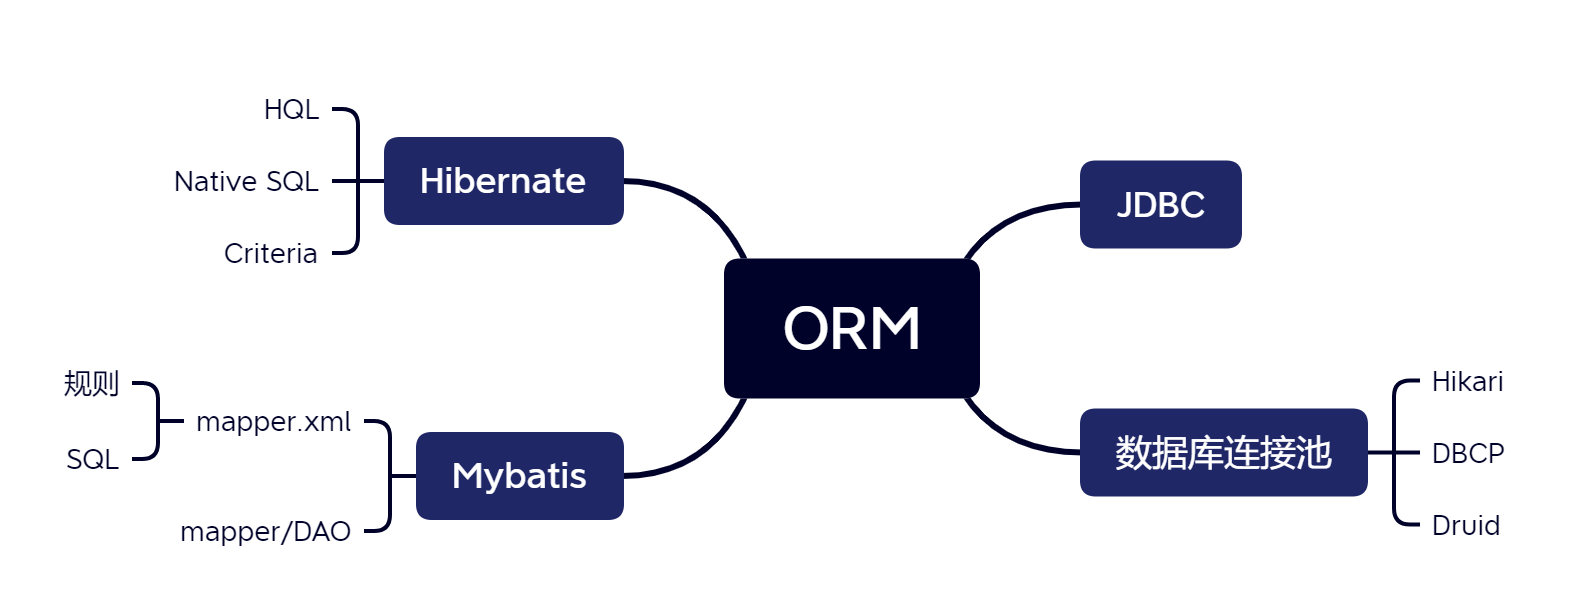 ORM
JDBC
数据库连接池
Hikari
DBCP
Druid
Hibernate
HQL
Native SQL
Criteria
Mybatis
mapper.xml
规则
SQL
mapper/DAO